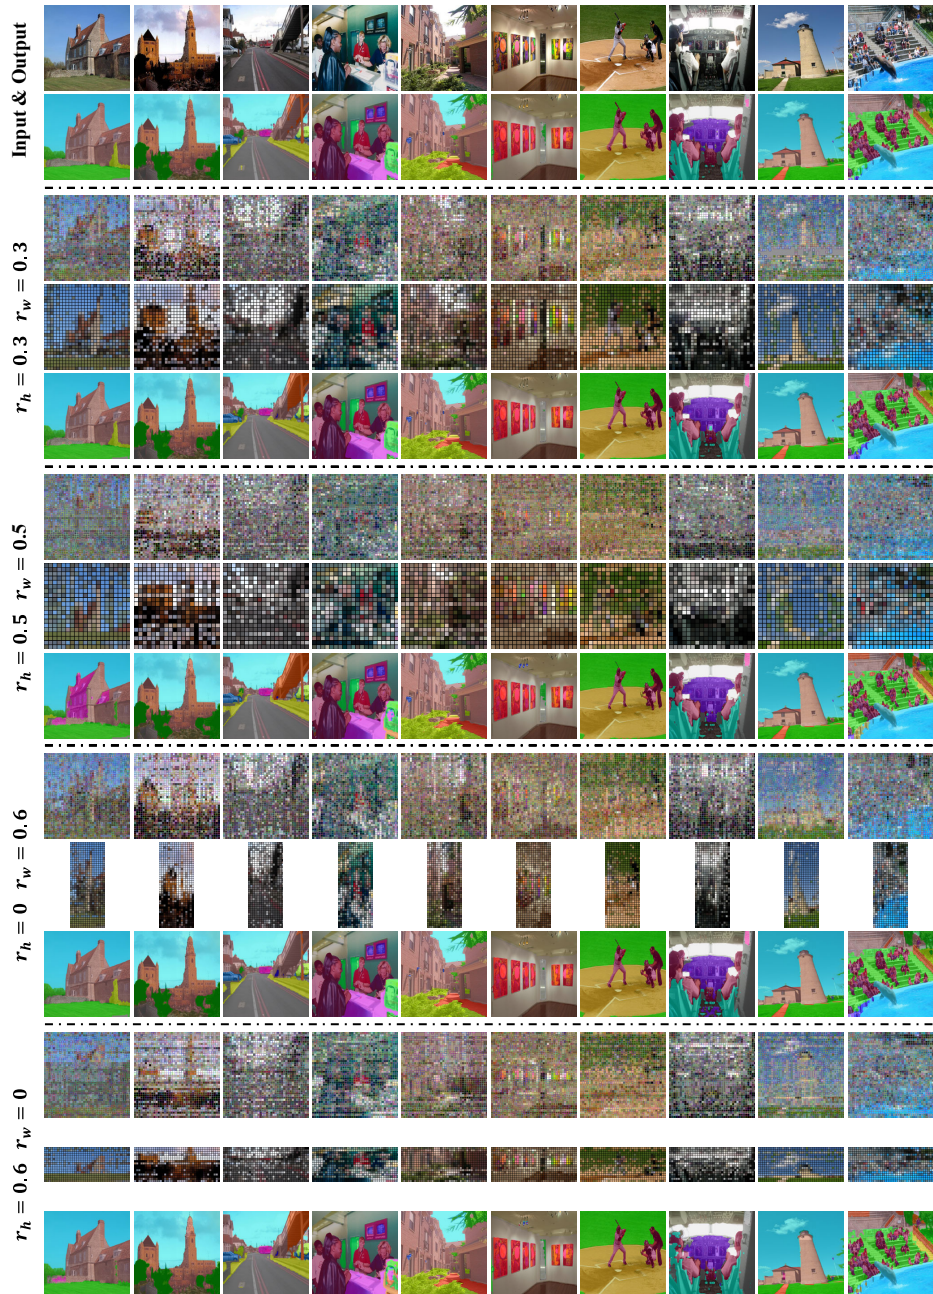 Input & Output
r_h = 0.3 r_w = 0.3
r_h = 0.5 r_w = 0.5
r_h = 0 r_w = 0.6
r_h = 0.6 r_w = 0